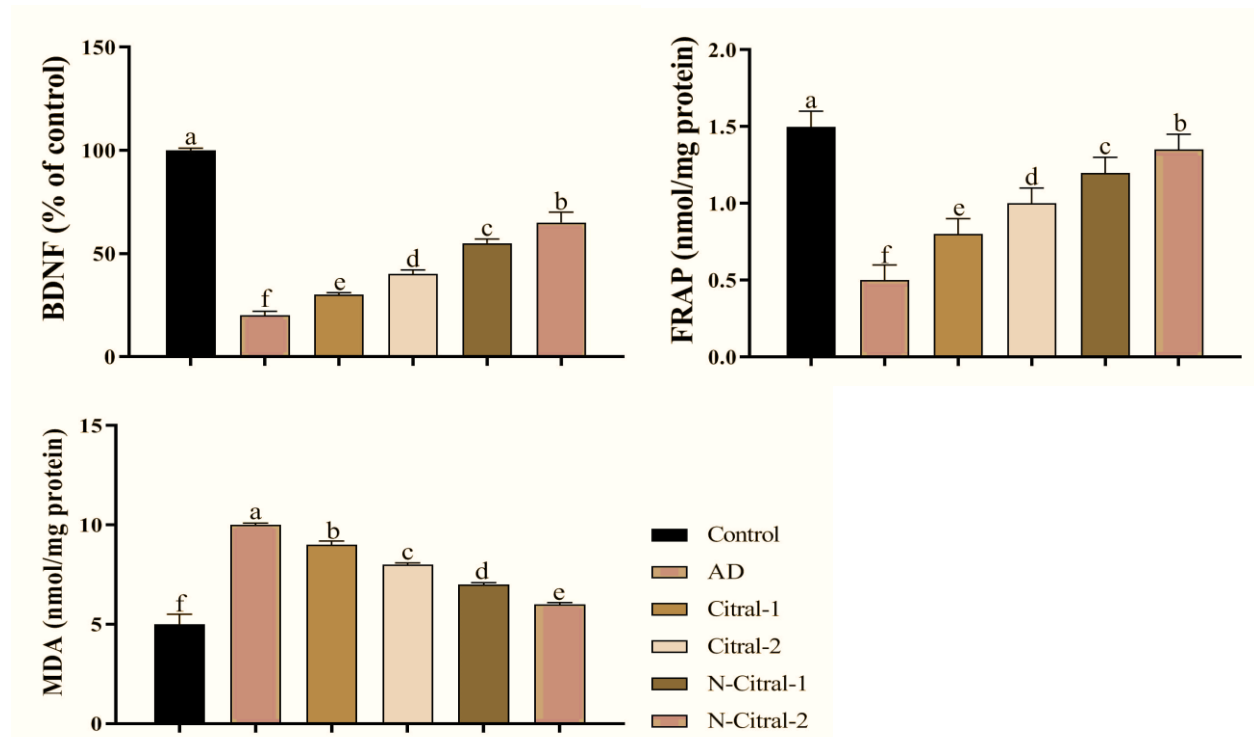 BDNF (% of control)
150
100
50
0
a
f
e
d
c
b
FRAP (nmol/mg protein)
2.0
1.5
1.0
0.5
0.0
a
f
e
d
c
b
MDA (nmol/mg protein)
15
10
5
0
f
a
b
c
d
e
Control
AD
Citral-1
Citral-2
N-Citral-1
N-Citral-2